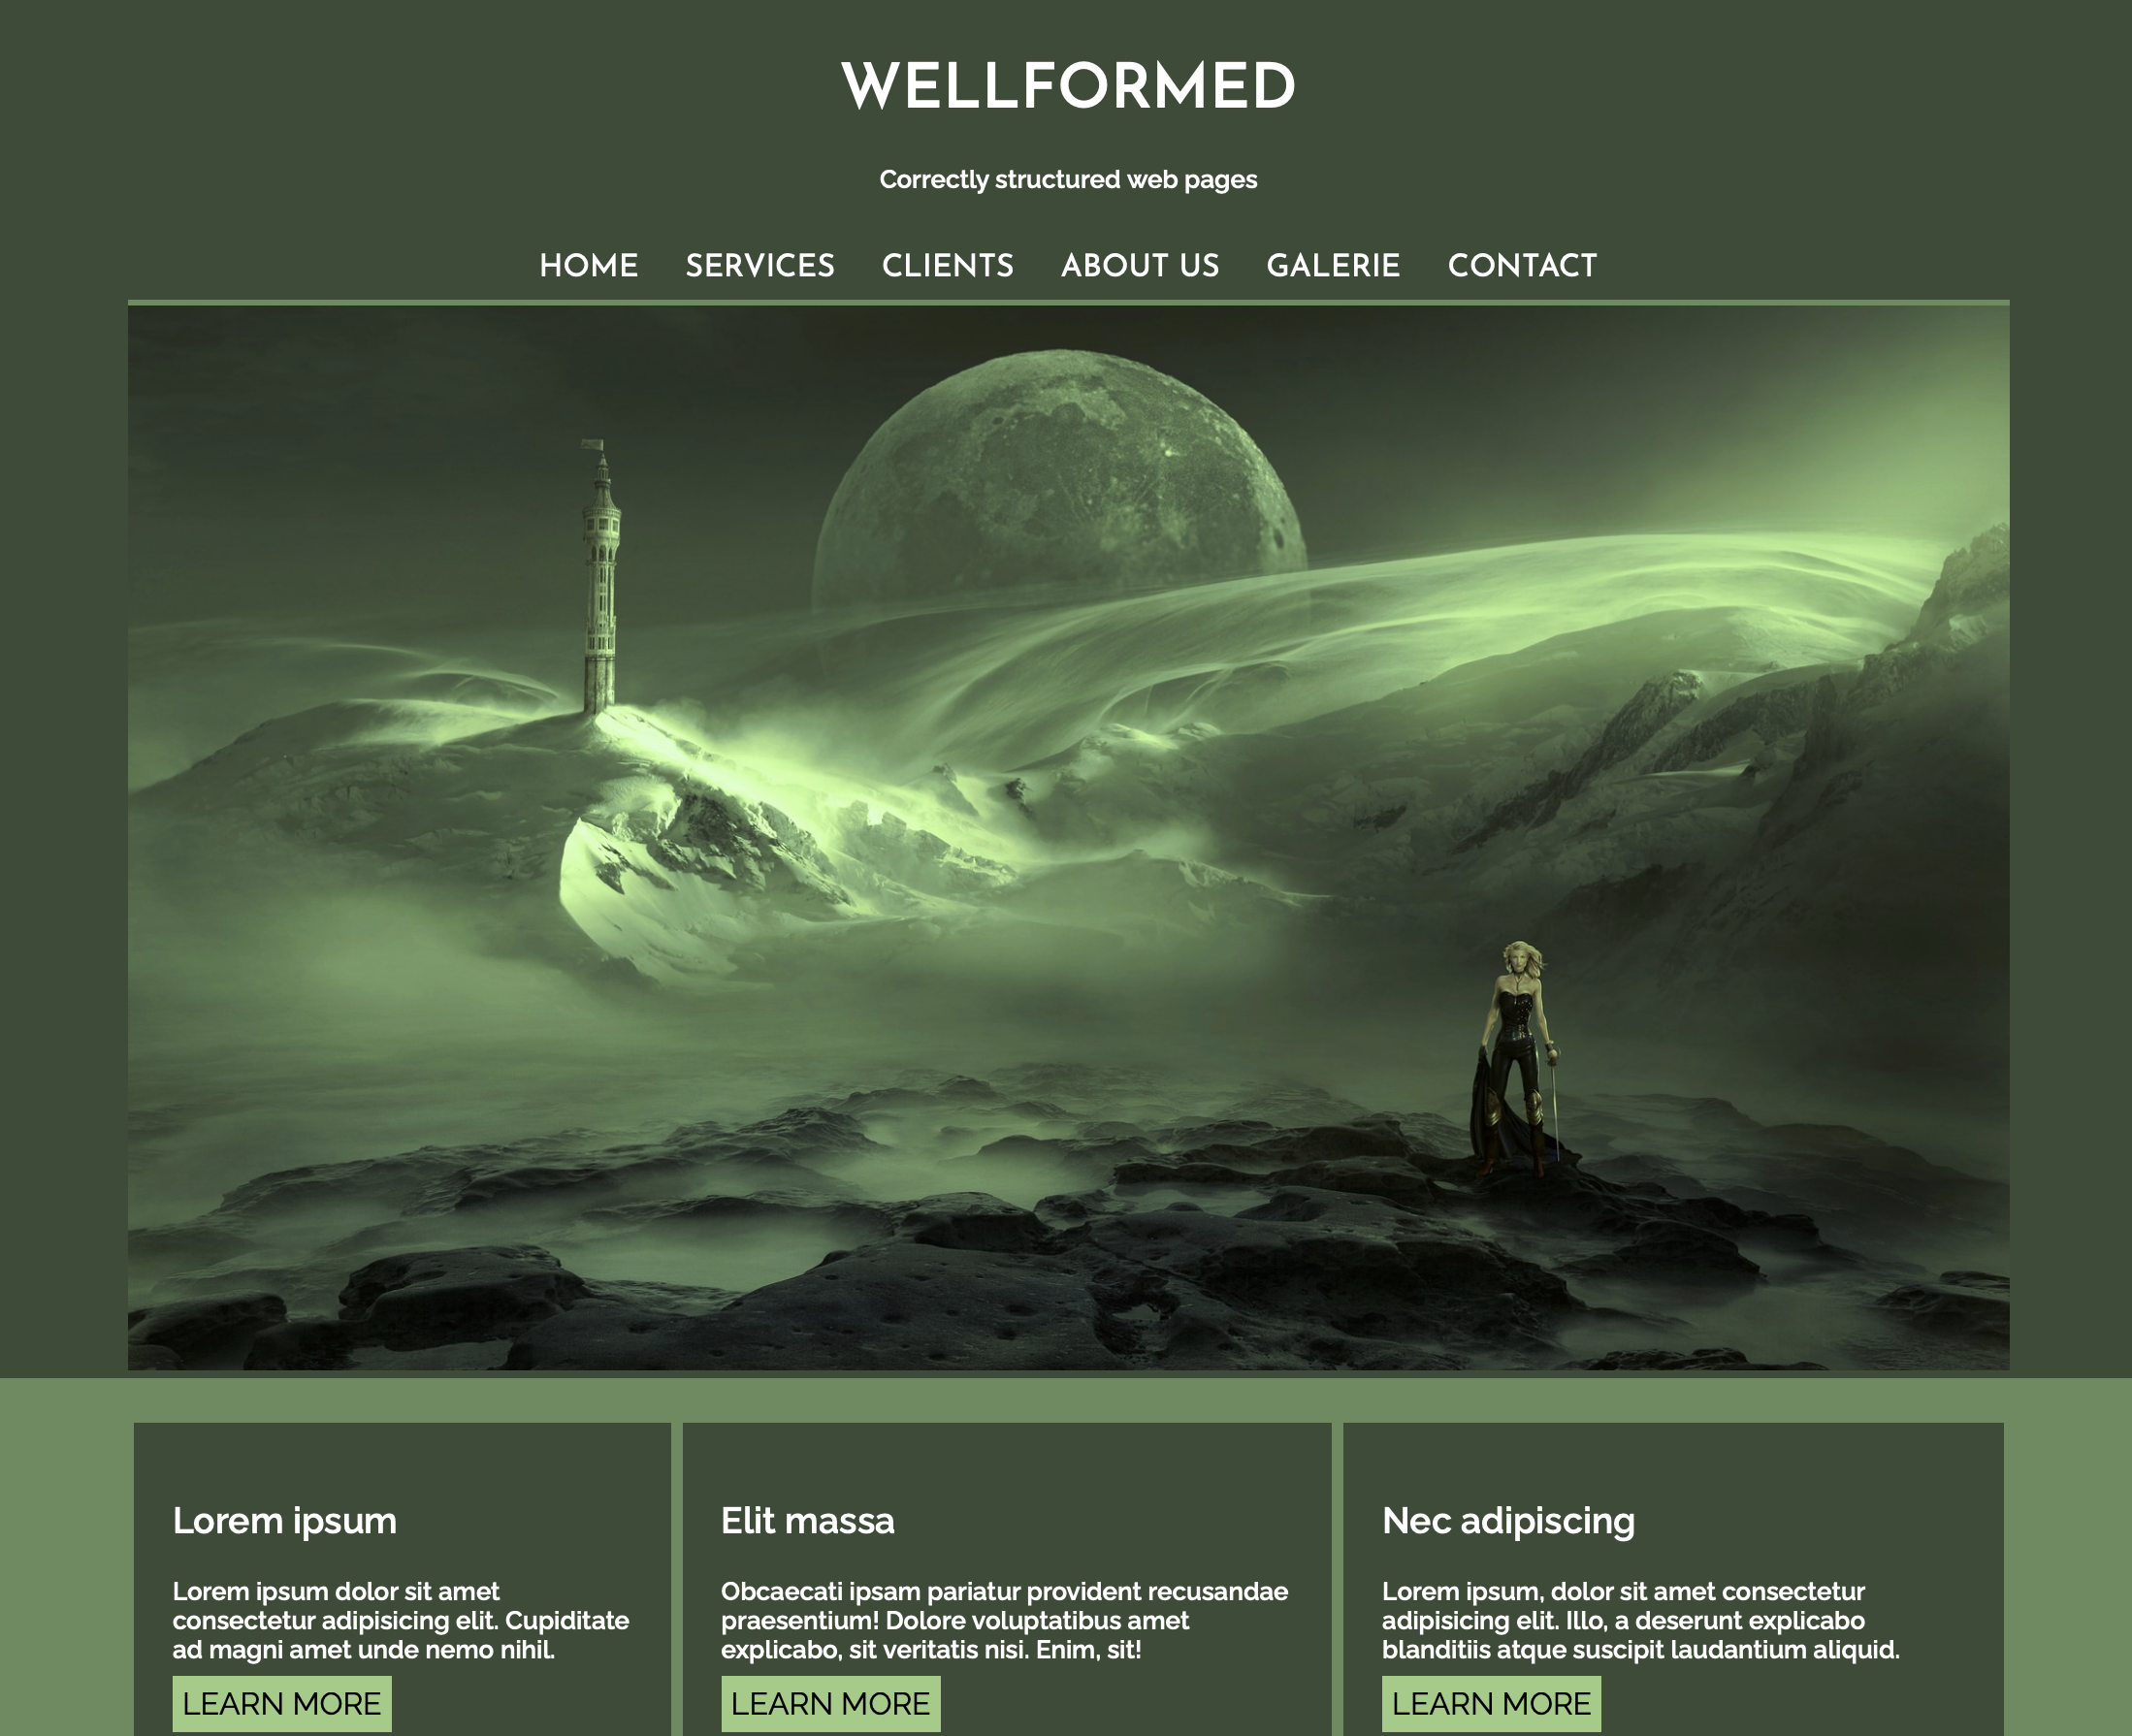 WELLFORMED
Correctly structured web pages
HOME SERVICES CLIENTS ABOUT US GALERIE CONTACT
Lorem ipsum
Lorem ipsum dolor sit amet
consectetur adipisicing elit. Cupiditate
ad magni amet unde nemo nihil.
LEARN MORE
Elit massa
Obcaecati ipsam pariatur provident recusandae
praesentium! Dolore voluptatibus amet
explicabo, sit veritatis nisi. Enim, sit!
LEARN MORE
Nec adipiscing
Lorem ipsum, dolor sit amet consectetur
adipisicing elit. Illo, a deserunt explicabo
blanditiis atque suscipit laudantium aliquid.
LEARN MORE